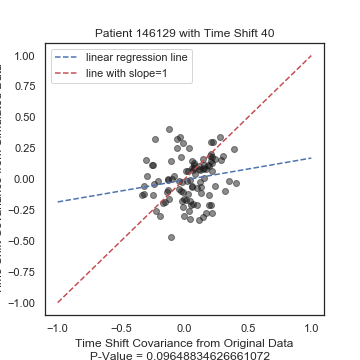 Patient 146129 with Time Shift 40
linear regression line
line with slope=1
1.00
0.75
0.50
0.25
0.00
−0.25
−0.50
−0.75
−1.00
−1.0 −0.5 0.0 0.5 1.0
Time Shift Covariance from Original Data
P-Value = 0.09648834626661072